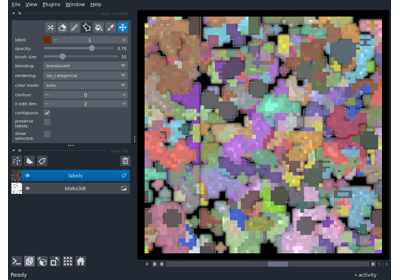 File View Plugins Window Help
label: 1
opacity: 0.70
brush size: 10
blending: translucent
rendering: iso_categorical
color mode: auto
contour: 0
n edit dim: 2
contiguous:
preserve
labels:
show
selected:
labels
blobs3dt
Ready
activity